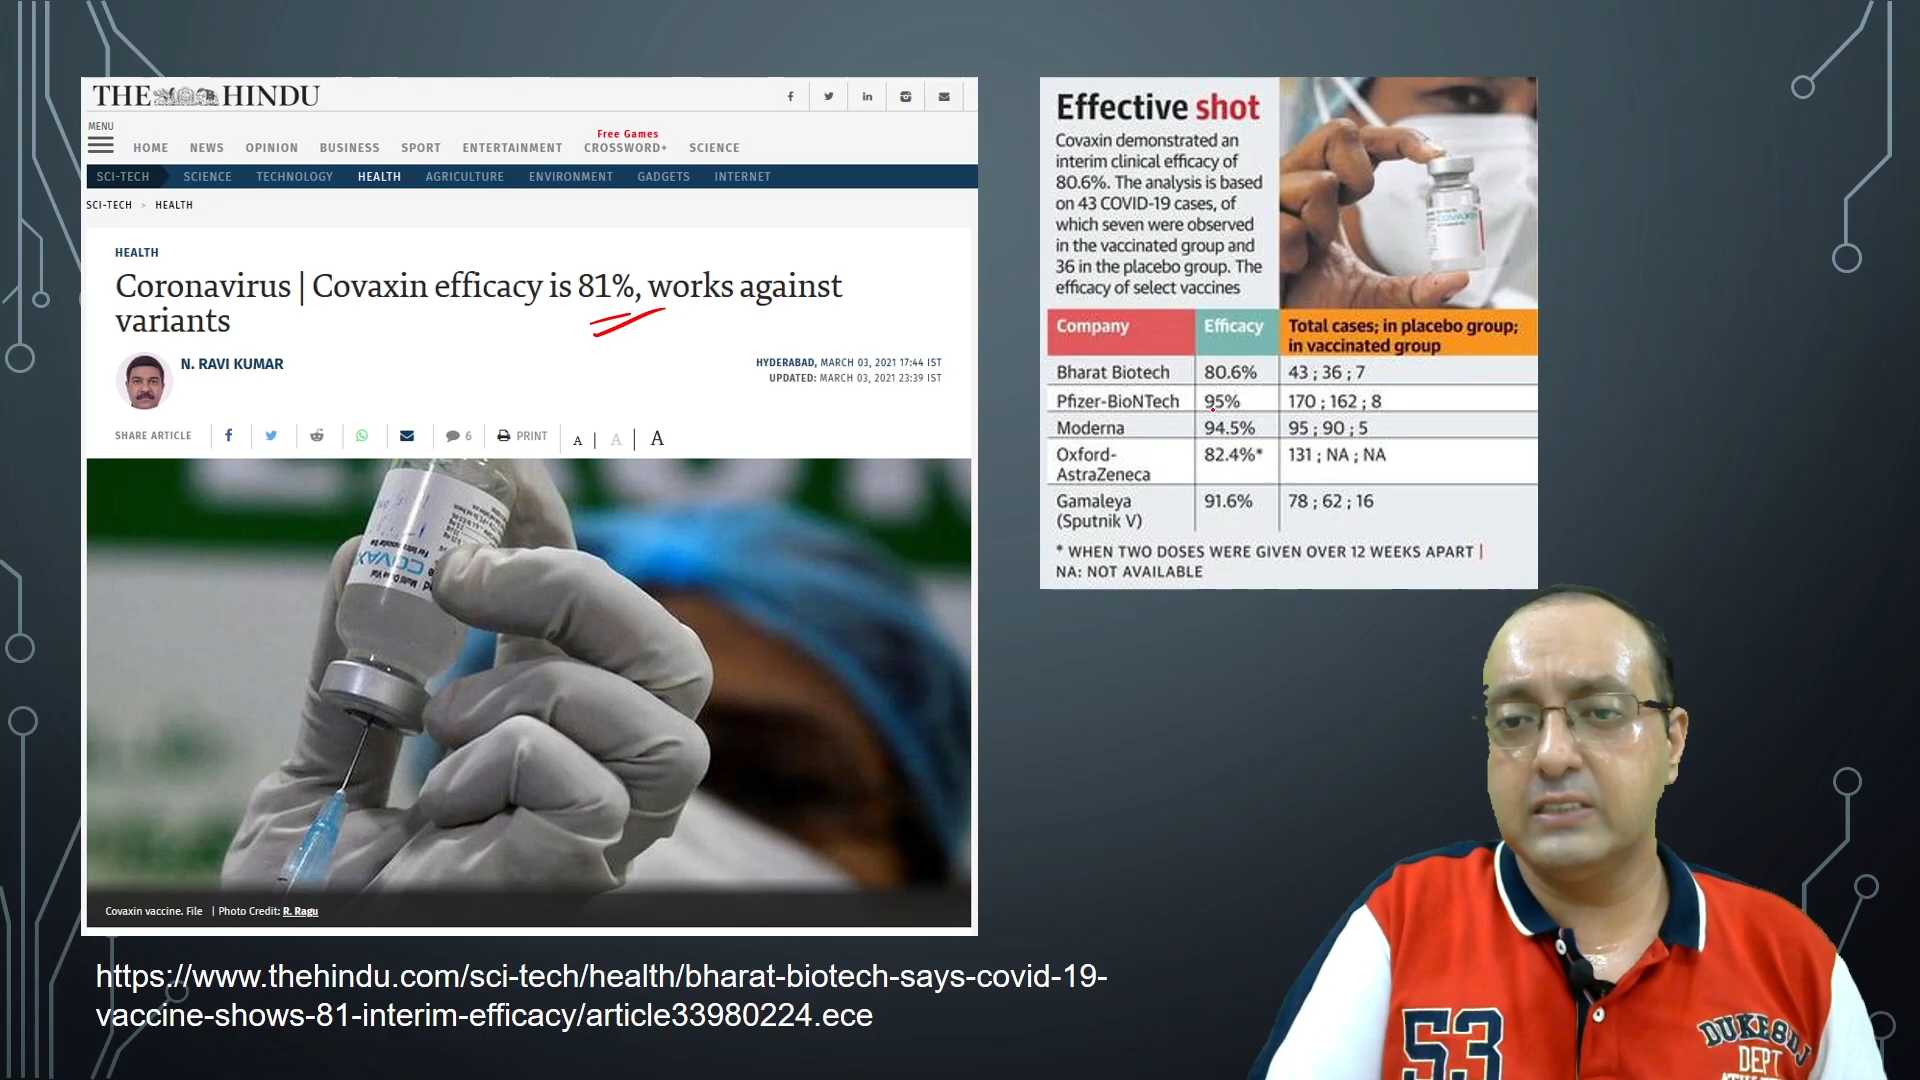 THE HINDU
MENU
Free Games
HOME NEWS OPINION BUSINESS SPORT ENTERTAINMENT CROSSWORD+ SCIENCE
SCI-TECH SCIENCE TECHNOLOGY HEALTH AGRICULTURE ENVIRONMENT GADGETS INTERNET
SCI-TECH > HEALTH
HEALTH
Coronavirus | Covaxin efficacy is 81%, works against
variants
N. RAVI KUMAR
HYDERABAD, MARCH 03, 2021 17:44 IST
UPDATED: MARCH 03, 2021 23:39 IST
SHARE ARTICLE 6 PRINT A | A | A
COVAX
Covaxin vaccine. File | Photo Credit: R. Ragu
https://www.thehindu.com/sci-tech/health/bharat-biotech-says-covid-19-
vaccine-shows-81-interim-efficacy/article33980224.ece
Effective shot
Covaxin demonstrated an
interim clinical efficacy of
80.6%. The analysis is based
on 43 COVID-19 cases, of
which seven were observed
in the vaccinated group and
36 in the placebo group. The
efficacy of select vaccines
COVAXIN
Company Efficacy Total cases; in placebo group;
in vaccinated group
Bharat Biotech 80.6% 43 ; 36 ; 7
Pfizer-BioNTech 95% 170 ; 162 ; 8
Moderna 94.5% 95 ; 90 ; 5
Oxford- 82.4%* 131 ; NA ; NA
AstraZeneca
Gamaleya 91.6% 78 ; 62 ; 16
(Sputnik V)
* WHEN TWO DOSES WERE GIVEN OVER 12 WEEKS APART |
NA: NOT AVAILABLE
53
DEPT